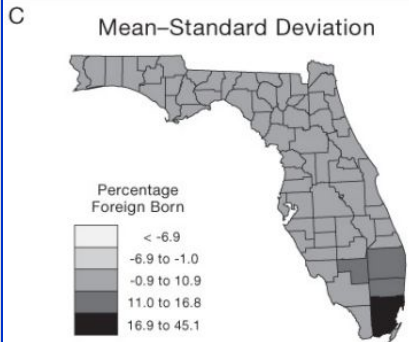 C
Mean–Standard Deviation
Percentage
Foreign Born
< -6.9
-6.9 to -1.0
-0.9 to 10.9
11.0 to 16.8
16.9 to 45.1